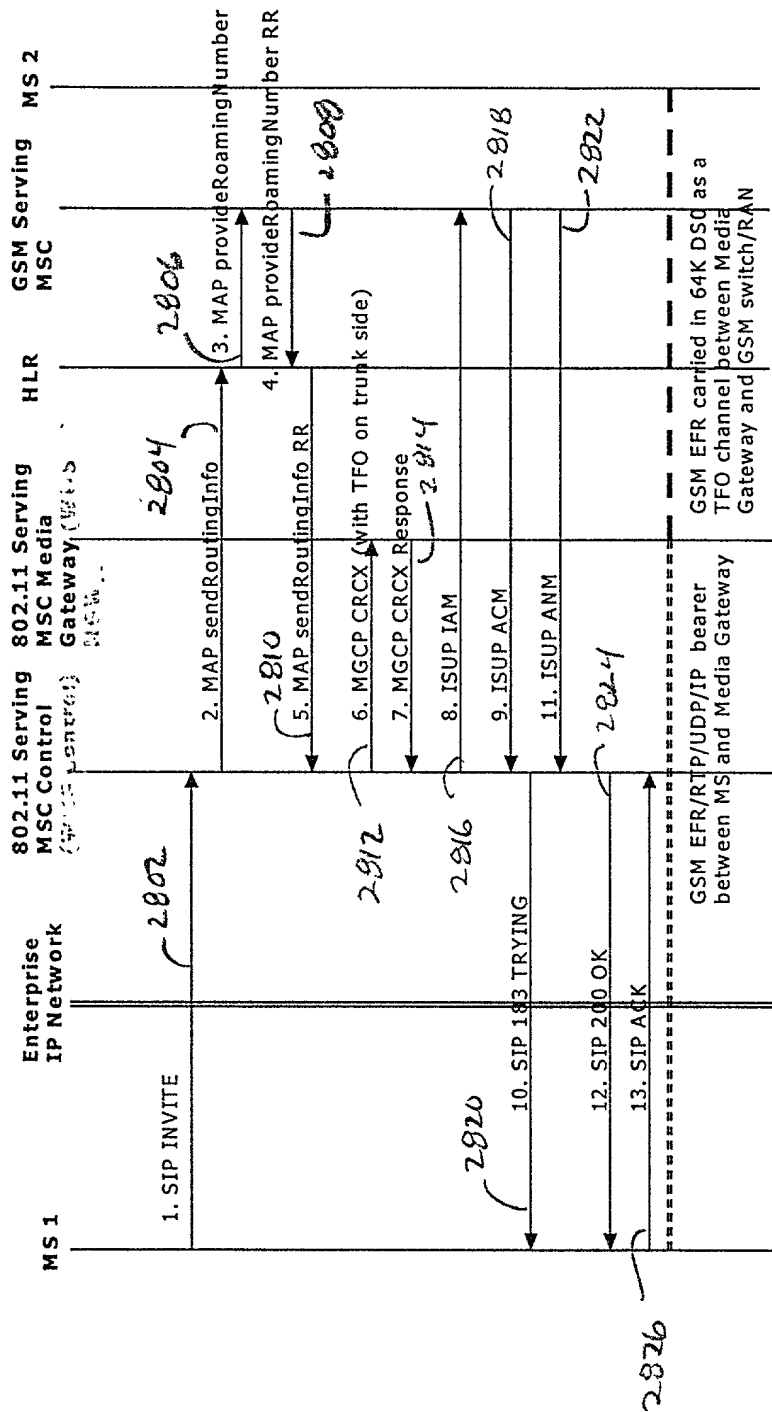 MS 1
Enterprise
IP Network
802.11 Serving
MSC Control
802.11 Serving
MSC Media
Gateway
HLR
GSM Serving
MSC
MS 2
1. SIP INVITE
2802
2. MAP sendRoutingInfo
2804
3. MAP provideRoamingNumber
2806
4. MAP provideRoamingNumber RR
2808
5. MAP sendRoutingInfo RR
2810
6. MGCP CRCX (with TFO on trunk side)
2812
7. MGCP CRCX Response
2814
8. ISUP IAM
2816
9. ISUP ACM
2818
10. SIP 183 TRYING
2820
11. ISUP ANM
2822
12. SIP 200 OK
2824
13. SIP ACK
2826
GSM EFR/RTP/UDP/IP bearer
between MS and Media Gateway
GSM EFR carried in 64K DS0 as a
TFO channel between Media
Gateway and GSM switch/RAN